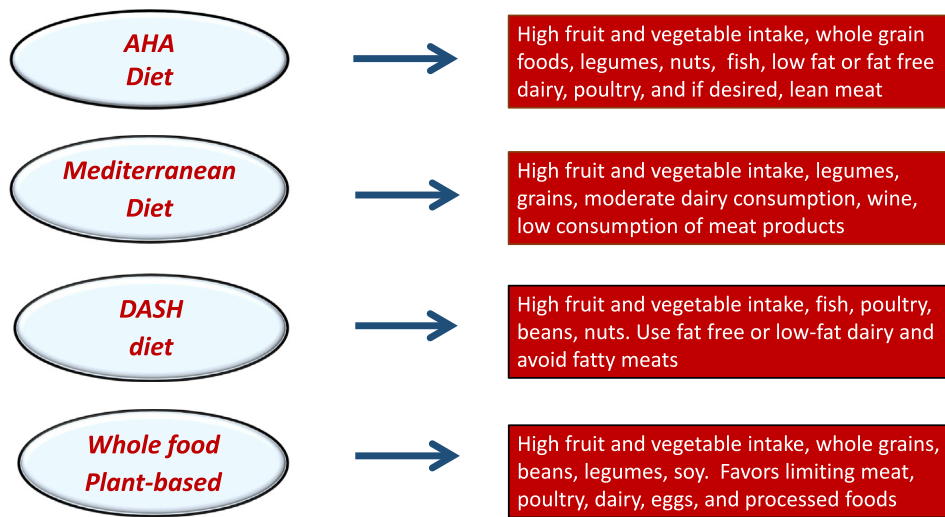 AHA
Diet
High fruit and vegetable intake, whole grain
foods, legumes, nuts, fish, low fat or fat free
dairy, poultry, and if desired, lean meat
Mediterranean
Diet
High fruit and vegetable intake, legumes,
grains, moderate dairy consumption, wine,
low consumption of meat products
DASH
diet
High fruit and vegetable intake, fish, poultry,
beans, nuts. Use fat free or low-fat dairy and
avoid fatty meats
Whole food
Plant-based
High fruit and vegetable intake, whole grains,
beans, legumes, soy. Favors limiting meat,
poultry, dairy, eggs, and processed foods